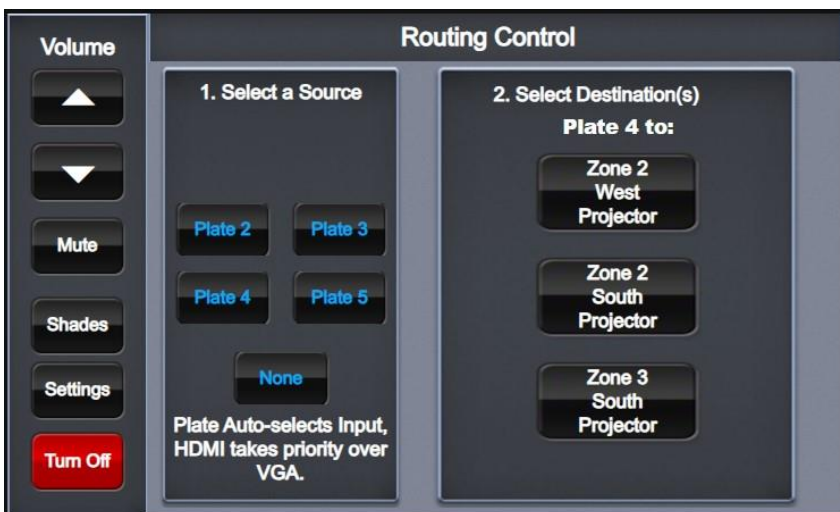 Volume
Mute
Shades
Settings
Turn Off
Routing Control
1. Select a Source
Plate 2
Plate 3
Plate 4
Plate 5
None
Plate Auto-selects Input,
HDMI takes priority over
VGA.
2. Select Destination(s)
Plate 4 to:
Zone 2
West
Projector
Zone 2
South
Projector
Zone 3
South
Projector